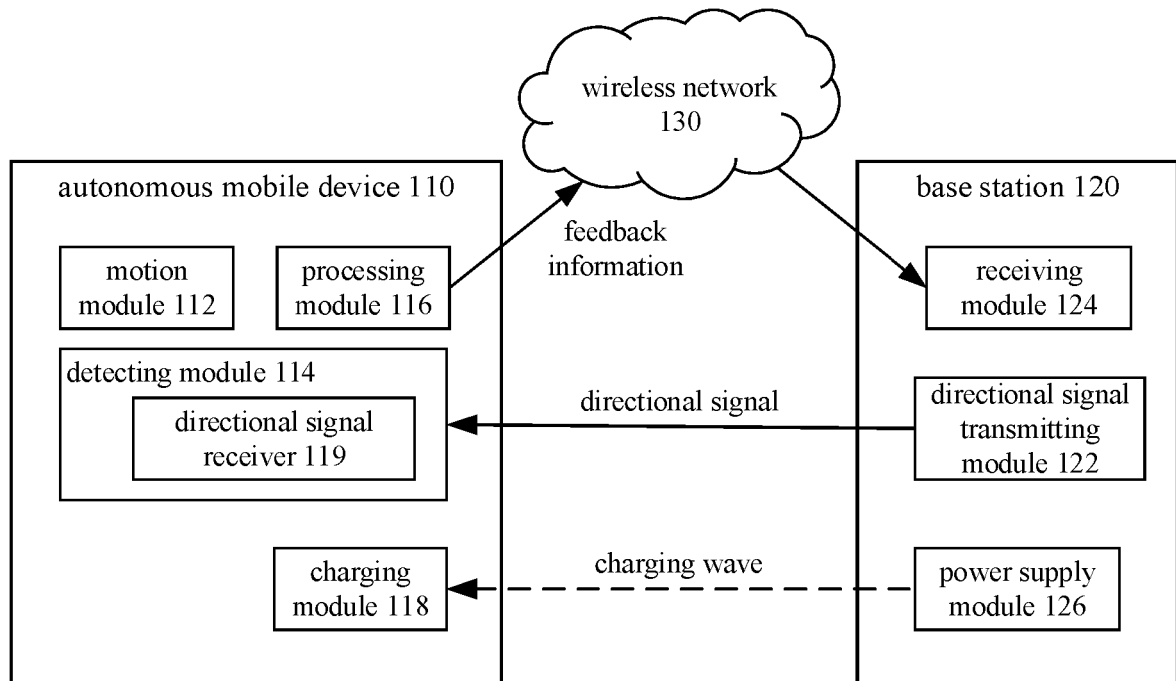 wireless network
130
autonomous mobile device 110
base station 120
feedback
information
motion
module 112
processing
module 116
receiving
module 124
detecting module 114
directional signal
receiver 119
directional signal
directional signal
transmitting
module 122
charging
module 118
charging wave
power supply
module 126